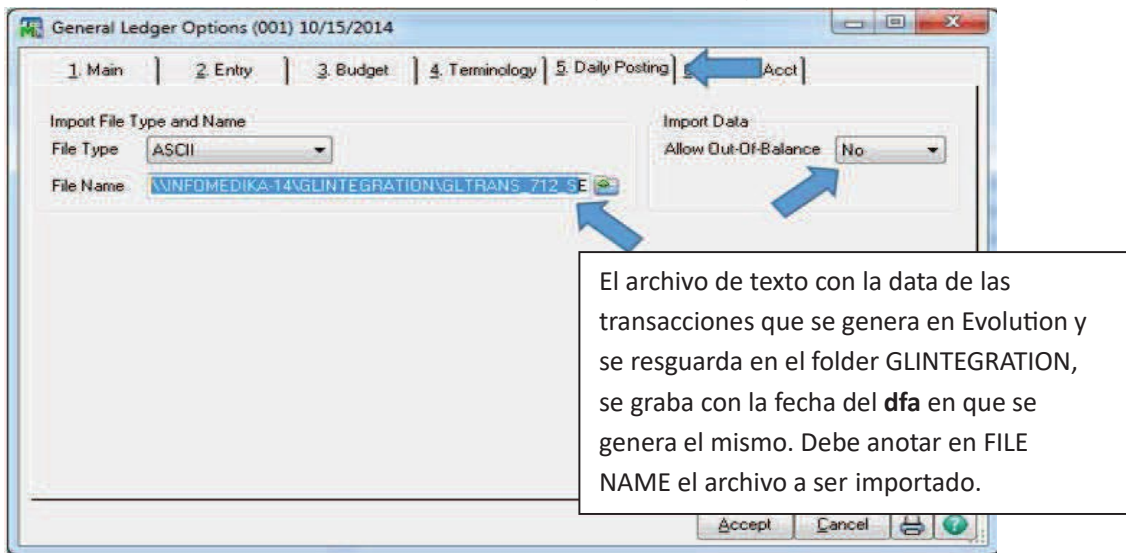 General Ledger Options (001) 10/15/2014
1. Main 2. Entry 3. Budget 4. Terminology 5. Daily Posting Acct
Import File Type and Name Import Data
File Type ASCII Allow Out-Of-Balance No
File Name \\INFOMEDIKA-14\GLINTEGRATION\GLTRANS_712_SE
El archivo de texto con la data de las
transacciones que se genera en Evolution y
se resguarda en el folder GLINTEGRATION,
se graba con la fecha del dfa en que se
genera el mismo. Debe anotar en FILE
NAME el archivo a ser importado.
Accept Cancel